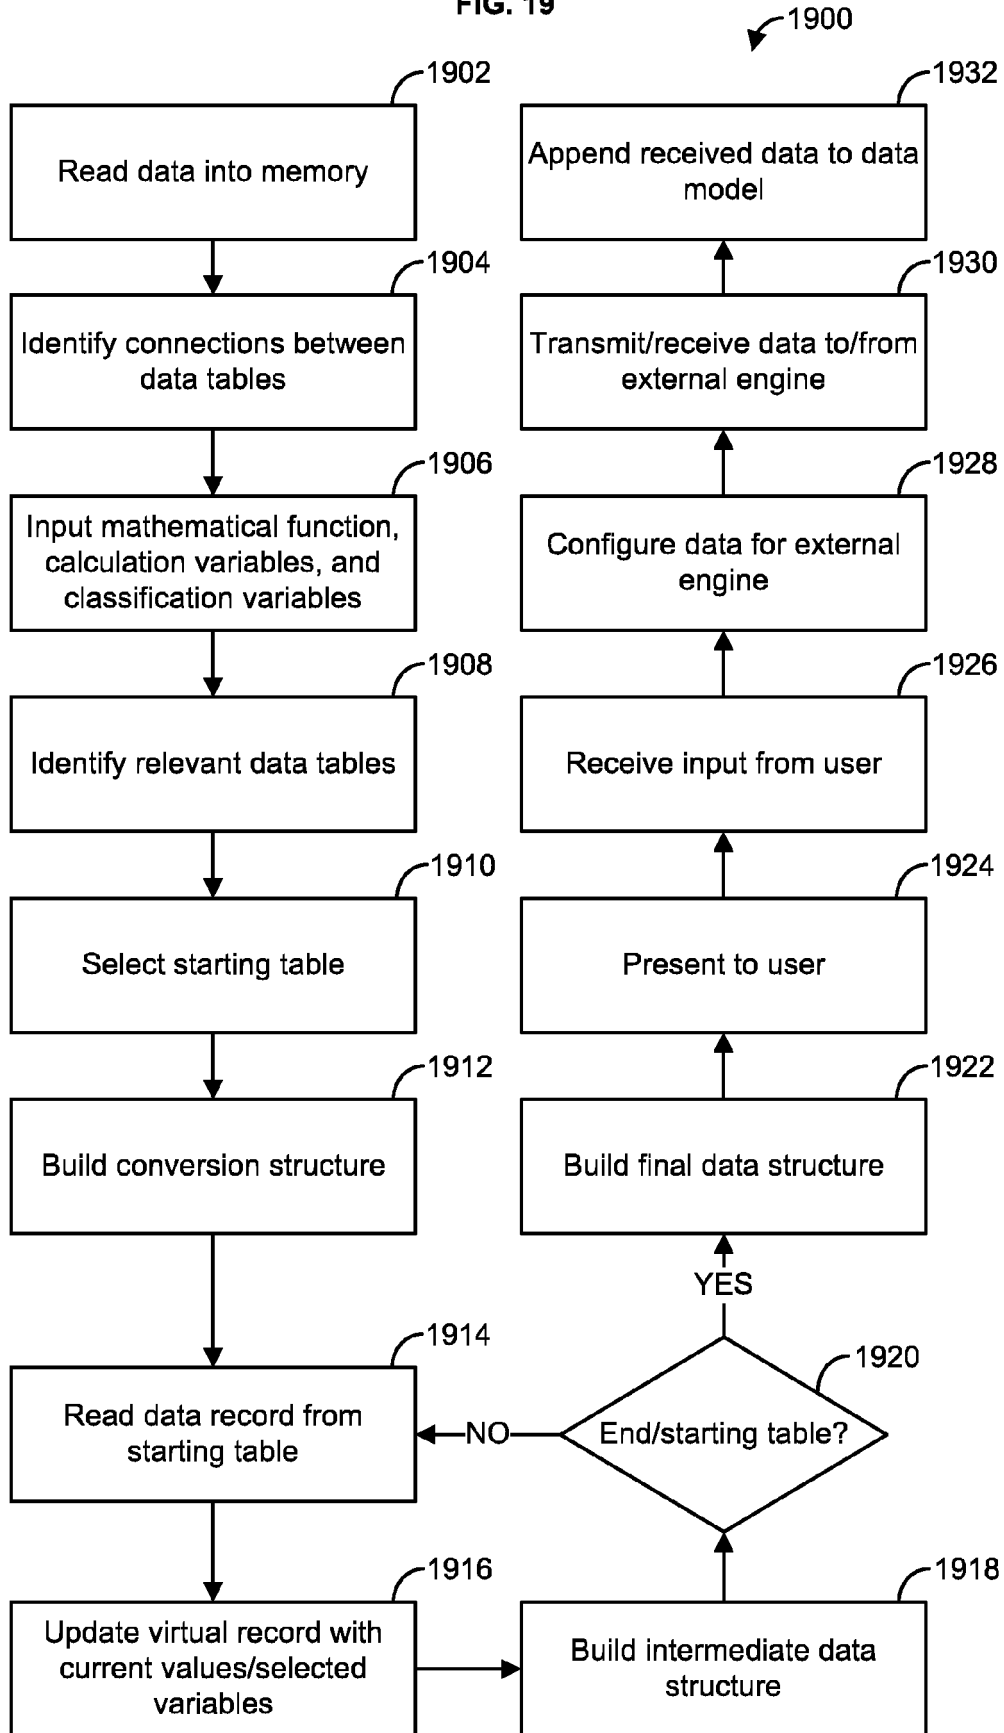 FIG. 19
1900
1902
Read data into memory
1904
Identify connections between
data tables
1906
Input mathematical function,
calculation variables, and
classification variables
1908
Identify relevant data tables
1910
Select starting table
1912
Build conversion structure
1914
Read data record from
starting table
1916
Update virtual record with
current values/selected
variables
1918
Build intermediate data
structure
1920
End/starting table?
NO
YES
1922
Build final data structure
1924
Present to user
1926
Receive input from user
1928
Configure data for external
engine
1930
Transmit/receive data to/from
external engine
1932
Append received data to data
model